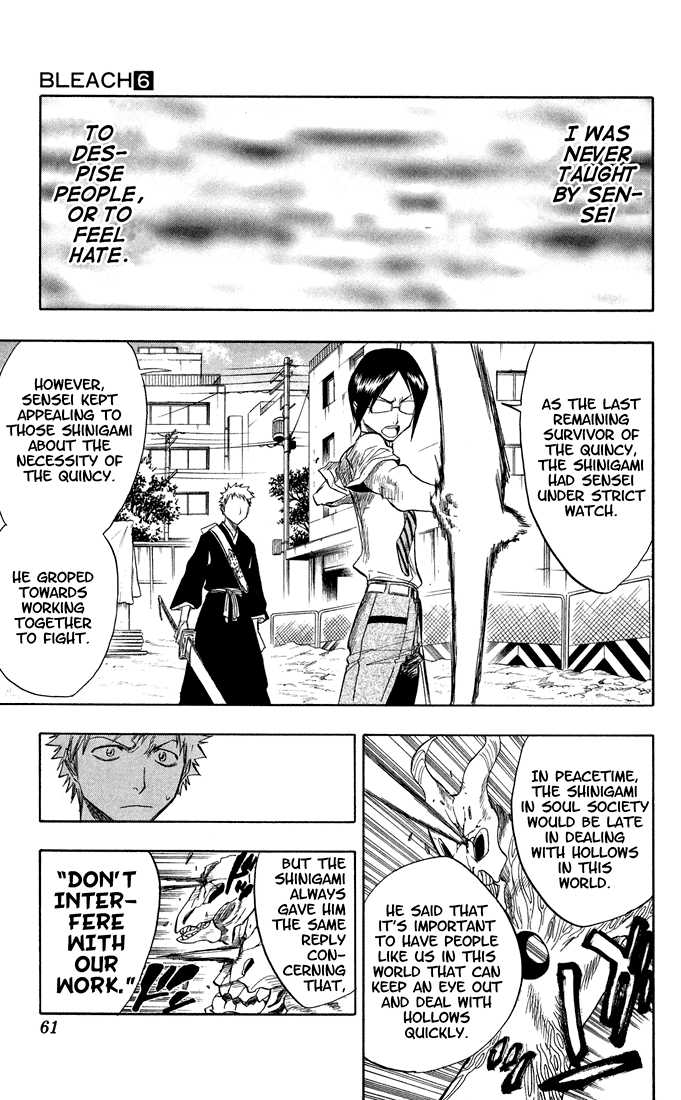 BLEACH 6
I WAS
NEVER
TAUGHT
BY SEN-
SEI
TO
DES-
PISE
PEOPLE,
OR TO
FEEL
HATE.
AS THE LAST
REMAINING
SURVIVOR OF
THE QUINCY,
THE SHINIGAMI
HAD SENSEI
UNDER STRICT
WATCH.
HOWEVER,
SENSEI KEPT
APPEALING TO
THOSE SHINIGAMI
ABOUT THE
NECESSITY OF
THE QUINCY.
HE GROPED
TOWARDS
WORKING
TOGETHER
TO FIGHT.
IN PEACETIME,
THE SHINIGAMI
IN SOUL SOCIETY
WOULD BE LATE
IN DEALING
WITH HOLLOWS
IN THIS
WORLD.
HE SAID THAT
IT'S IMPORTANT
TO HAVE PEOPLE
LIKE US IN THIS
WORLD THAT CAN
KEEP AN EYE OUT
AND DEAL WITH
HOLLOWS
QUICKLY.
BUT THE
SHINIGAMI
ALWAYS
GAVE HIM
THE SAME
REPLY
CON-
CERNING
THAT,
"DON'T
INTER-
FERE
WITH
OUR
WORK."
61